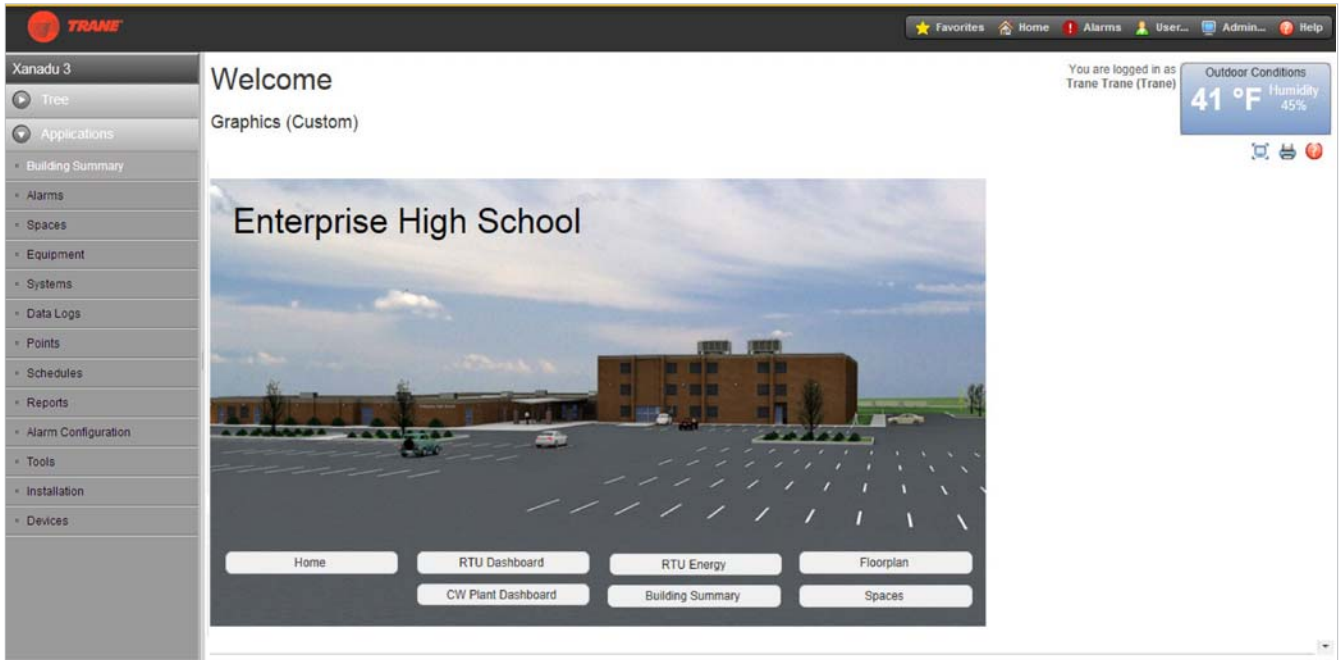 TRANE
Favorites Home Alarms User... Admin... Help
Xanadu 3
Tree
Applications
Building Summary
Alarms
Spaces
Equipment
Systems
Data Logs
Points
Schedules
Reports
Alarm Configuration
Tools
Installation
Devices
Welcome
Graphics (Custom)
You are logged in as
Trane Trane (Trane)
Outdoor Conditions
41 °F
Humidity
45%
Enterprise High School
Home RTU Dashboard RTU Energy Floorplan
CW Plant Dashboard Building Summary Spaces